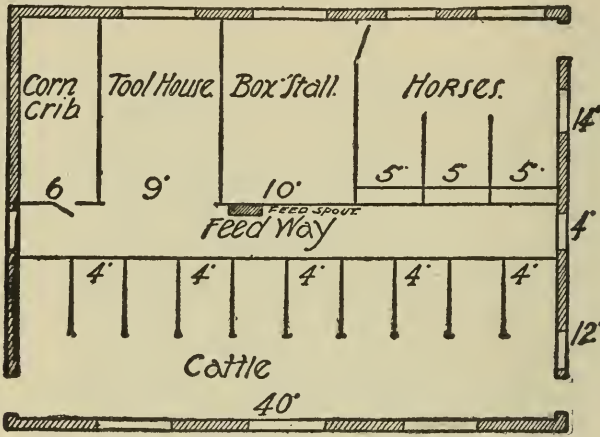 Corn
crib
Tool House
Box Stall.
HORSES.
14'
6
9'
10'
5'
5
5'
FEED SPOUT
Feed Way
4'
4'
4'
4'
4'
4'
12'
Cattle
40'